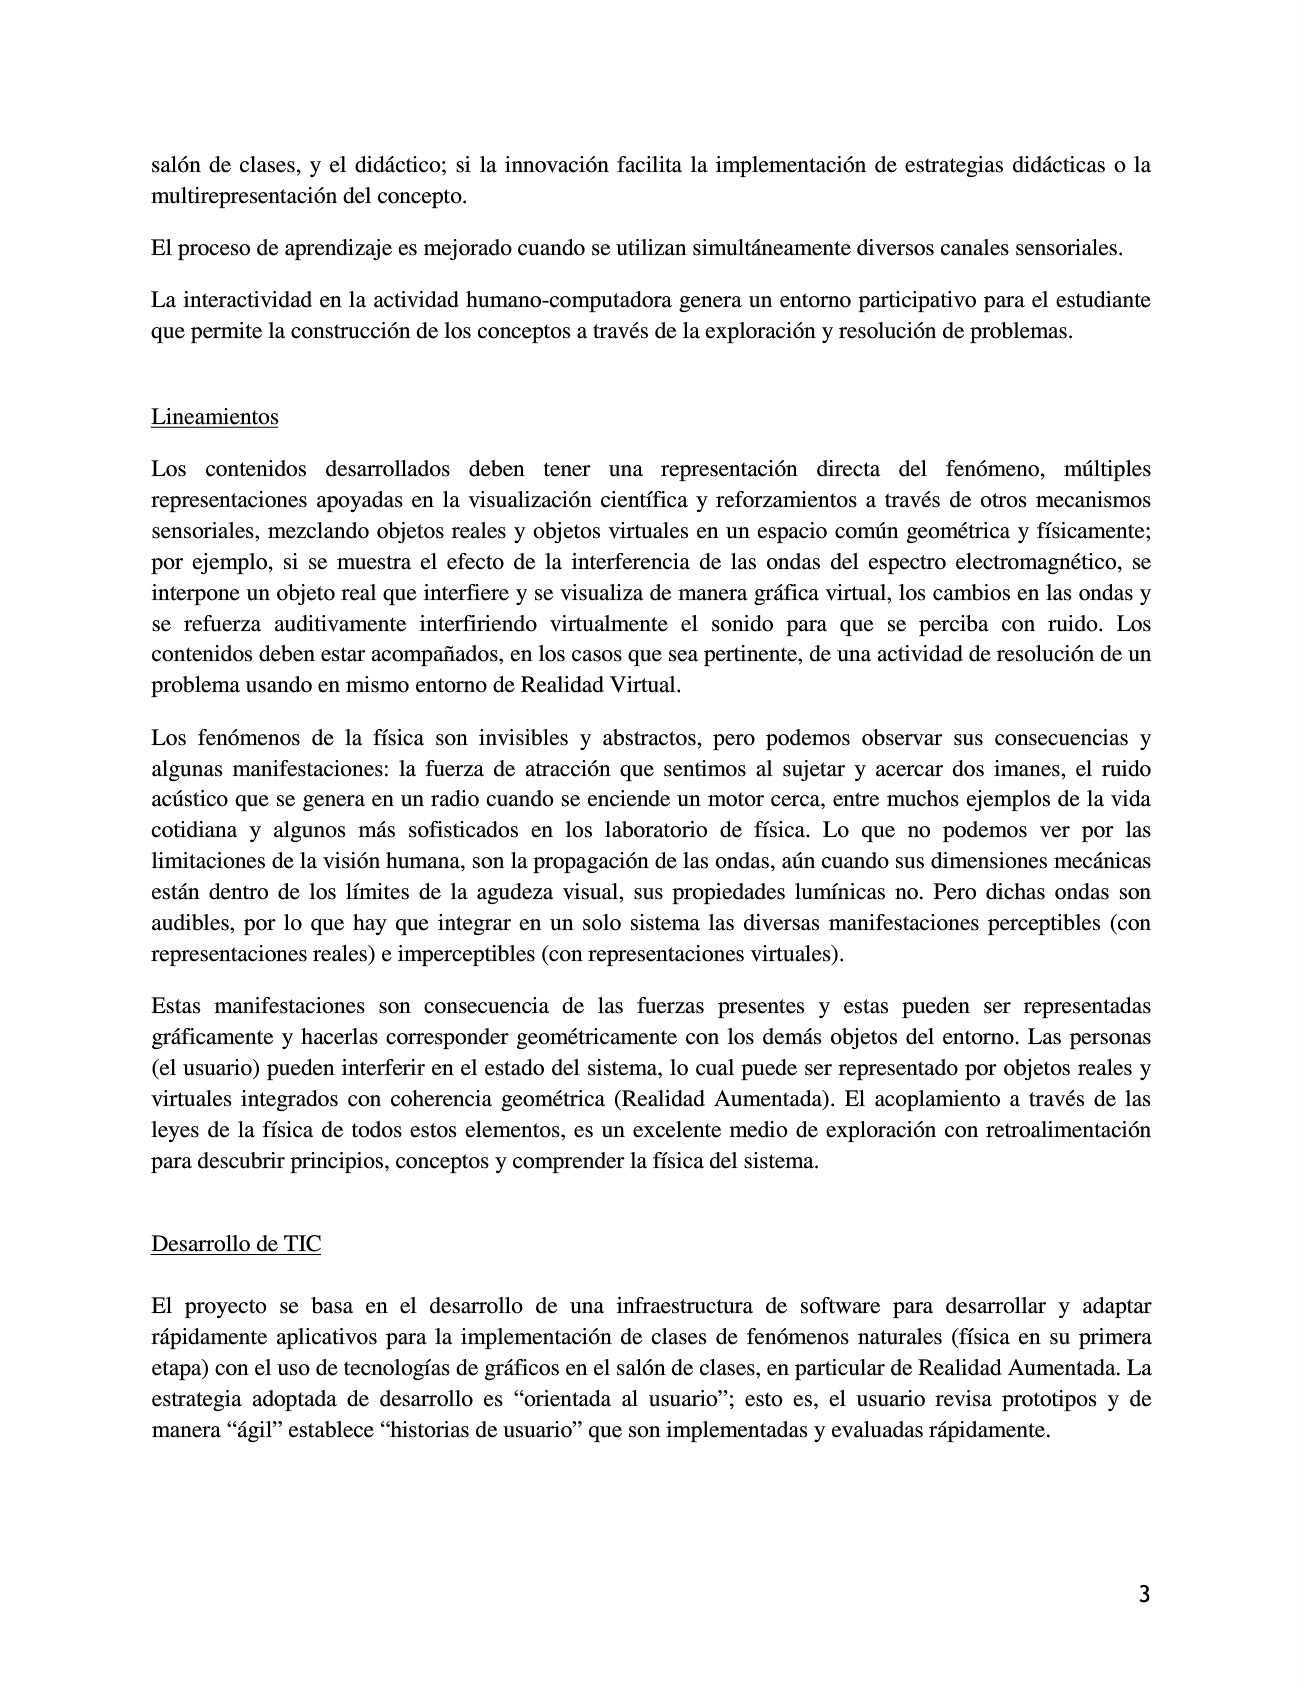 salón de clases, y el didáctico; si la innovación facilita la implementación de estrategias didácticas o la
multirepresentación del concepto.
El proceso de aprendizaje es mejorado cuando se utilizan simultáneamente diversos canales sensoriales.
La interactividad en la actividad humano-computadora genera un entorno participativo para el estudiante
que permite la construcción de los conceptos a través de la exploración y resolución de problemas.
Lineamientos
Los contenidos desarrollados deben tener una representación directa del fenómeno, múltiples
representaciones apoyadas en la visualización científica y reforzamientos a través de otros mecanismos
sensoriales, mezclando objetos reales y objetos virtuales en un espacio común geométrica y físicamente;
por ejemplo, si se muestra el efecto de la interferencia de las ondas del espectro electromagnético, se
interpone un objeto real que interfiere y se visualiza de manera gráfica virtual, los cambios en las ondas y
se refuerza auditivamente interfiriendo virtualmente el sonido para que se perciba con ruido. Los
contenidos deben estar acompañados, en los casos que sea pertinente, de una actividad de resolución de un
problema usando en mismo entorno de Realidad Virtual.
Los fenómenos de la física son invisibles y abstractos, pero podemos observar sus consecuencias y
algunas manifestaciones: la fuerza de atracción que sentimos al sujetar y acercar dos imanes, el ruido
acústico que se genera en un radio cuando se enciende un motor cerca, entre muchos ejemplos de la vida
cotidiana y algunos más sofisticados en los laboratorio de física. Lo que no podemos ver por las
limitaciones de la visión humana, son la propagación de las ondas, aún cuando sus dimensiones mecánicas
están dentro de los límites de la agudeza visual, sus propiedades lumínicas no. Pero dichas ondas son
audibles, por lo que hay que integrar en un solo sistema las diversas manifestaciones perceptibles (con
representaciones reales) e imperceptibles (con representaciones virtuales).
Estas manifestaciones son consecuencia de las fuerzas presentes y estas pueden ser representadas
gráficamente y hacerlas corresponder geométricamente con los demás objetos del entorno. Las personas
(el usuario) pueden interferir en el estado del sistema, lo cual puede ser representado por objetos reales y
virtuales integrados con coherencia geométrica (Realidad Aumentada). El acoplamiento a través de las
leyes de la física de todos estos elementos, es un excelente medio de exploración con retroalimentación
para descubrir principios, conceptos y comprender la física del sistema.
Desarrollo de TIC
El proyecto se basa en el desarrollo de una infraestructura de software para desarrollar y adaptar
rápidamente aplicativos para la implementación de clases de fenómenos naturales (física en su primera
etapa) con el uso de tecnologías de gráficos en el salón de clases, en particular de Realidad Aumentada. La
estrategia adoptada de desarrollo es “orientada al usuario”; esto es, el usuario revisa prototipos y de
manera “ágil” establece “historias de usuario” que son implementadas y evaluadas rápidamente.
3